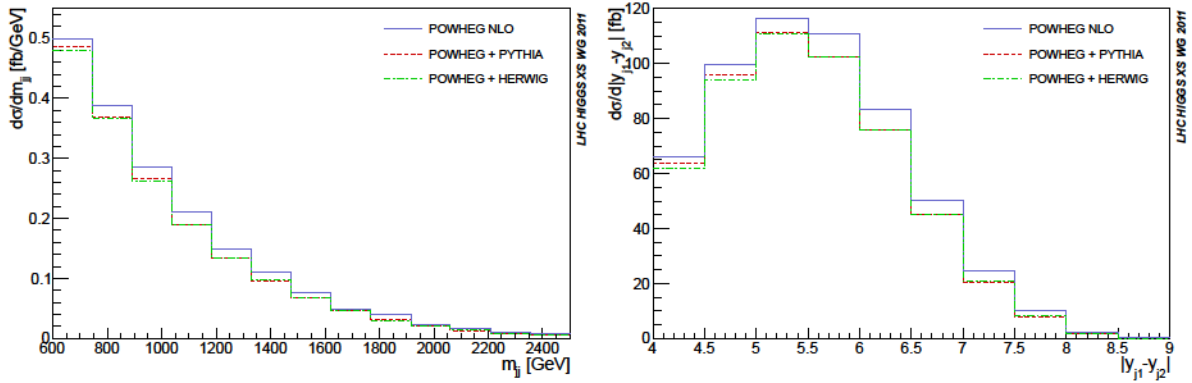 dσ/dm_jj [fb/GeV]
0.5
0.4
0.3
0.2
0.1
0
600 800 1000 1200 1400 1600 1800 2000 2200 2400
m_jj [GeV]
POWHEG NLO
POWHEG + PYTHIA
POWHEG + HERWIG
LHC HIGGS XS WG 2011
dσ/d|y_j1-y_j2| [fb]
120
100
80
60
40
20
0
4 4.5 5 5.5 6 6.5 7 7.5 8 8.5 9
|y_j1-y_j2|
POWHEG NLO
POWHEG + PYTHIA
POWHEG + HERWIG
LHC HIGGS XS WG 2011